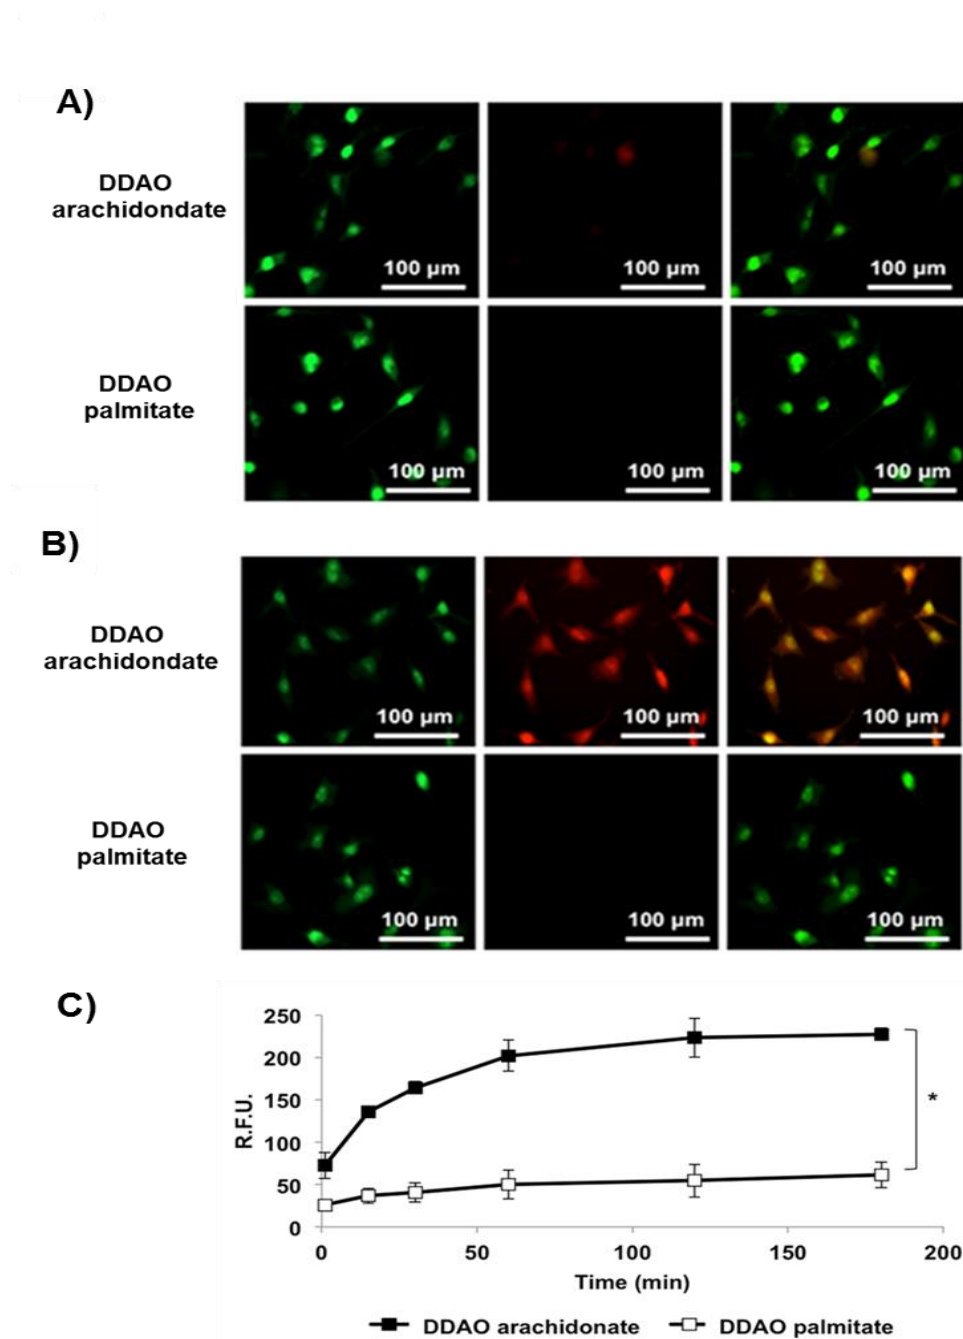 A)
DDAO
arachidondate
100 µm
100 µm
100 µm
DDAO
palmitate
100 µm
100 µm
100 µm
B)
DDAO
arachidondate
100 µm
100 µm
100 µm
DDAO
palmitate
100 µm
100 µm
100 µm
C)
250
200
150
100
50
0
R.F.U.
*
0 50 100 150 200
Time (min)
DDAO arachidonate DDAO palmitate